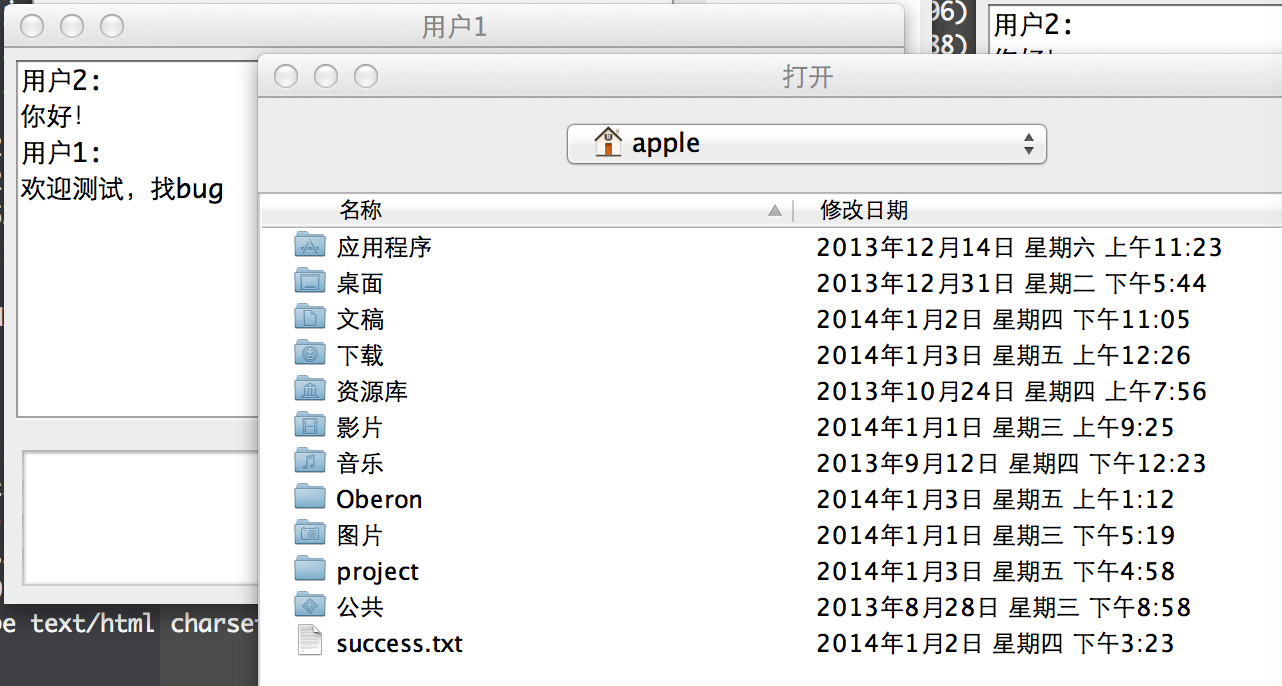 用户1
用户2:
你好!
用户1:
欢迎测试，找bug
96)
88)
用户2:
打开
apple
名称 修改日期
应用程序 2013年12月14日 星期六 上午11:23
桌面 2013年12月31日 星期二 下午5:44
文稿 2014年1月2日 星期四 下午11:05
下载 2014年1月3日 星期五 上午12:26
资源库 2013年10月24日 星期四 上午7:56
影片 2014年1月1日 星期三 上午9:25
音乐 2013年9月12日 星期四 下午12:23
Oberon 2014年1月3日 星期五 上午1:12
图片 2014年1月1日 星期三 下午5:19
project 2014年1月3日 星期五 下午4:58
公共 2013年8月28日 星期三 下午8:58
success.txt 2014年1月2日 星期四 下午3:23
text/html charse